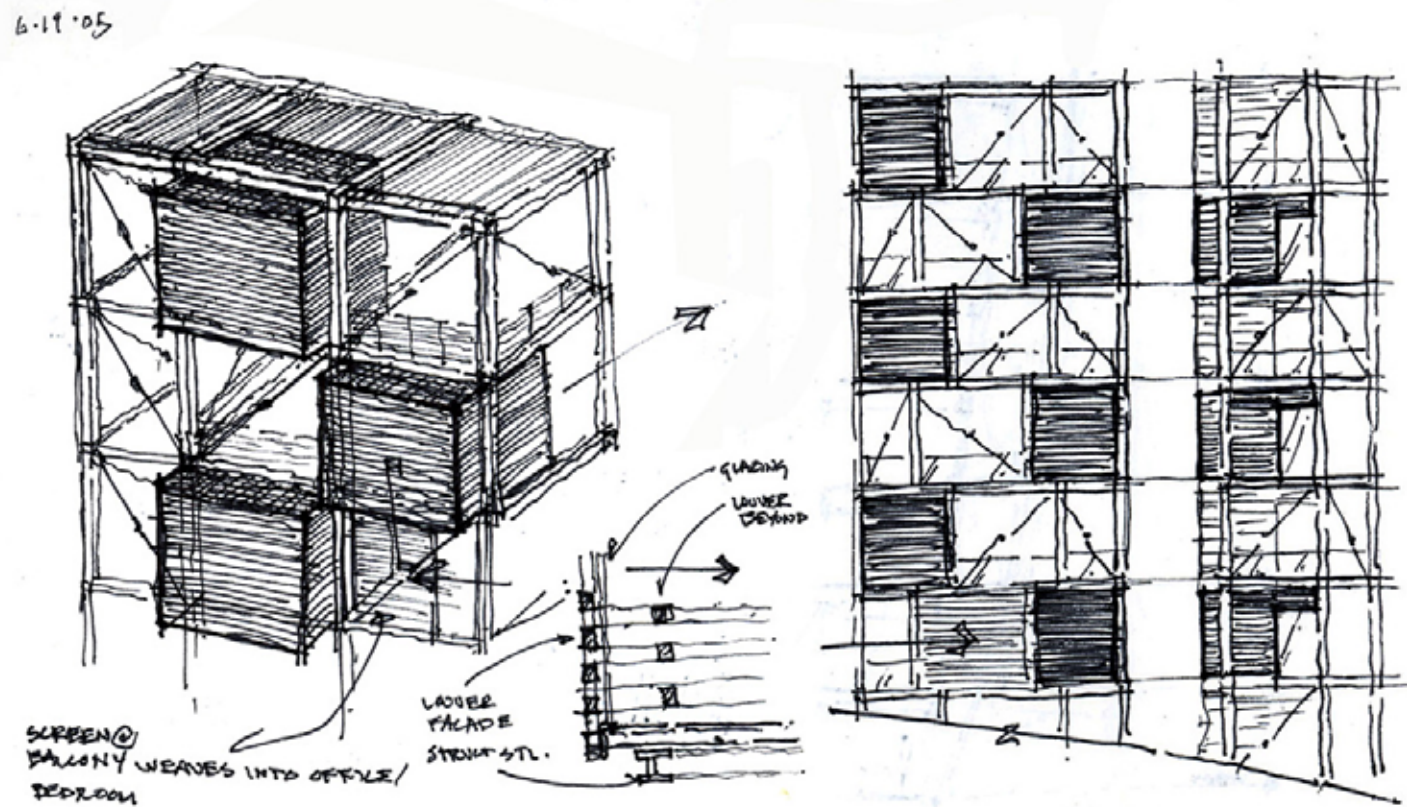 6·19·05
GLAZING
LOUVER
BEYOND
LOUVER
FACADE
STRUCT STL.
SCREEN @
BALCONY WEAVES INTO OFFICE/
BEDROOM